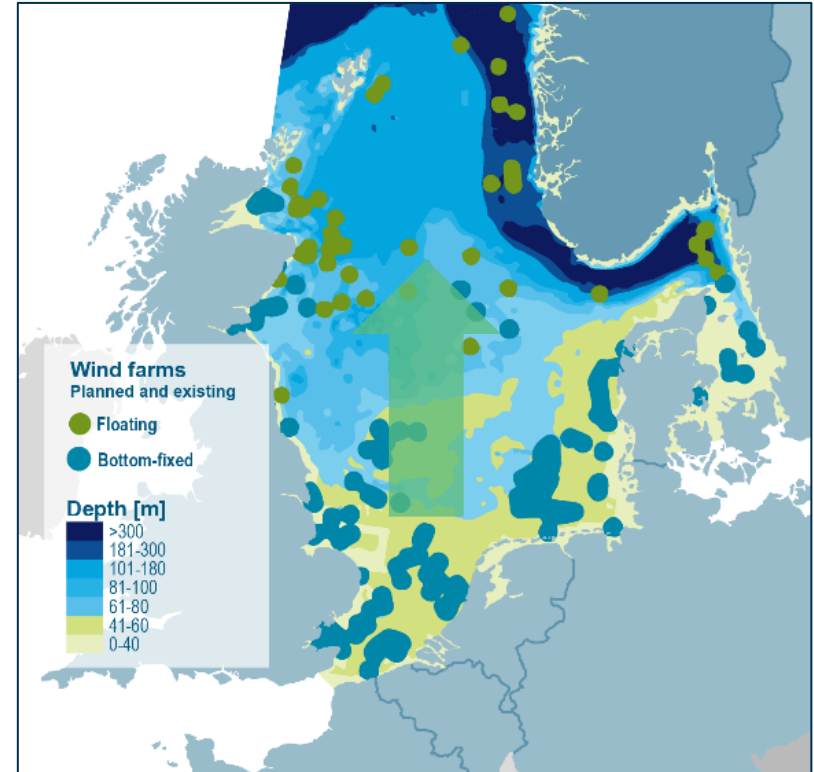 Wind farms
Planned and existing
Floating
Bottom-fixed
Depth [m]
>300
181-300
101-180
81-100
61-80
41-60
0-40